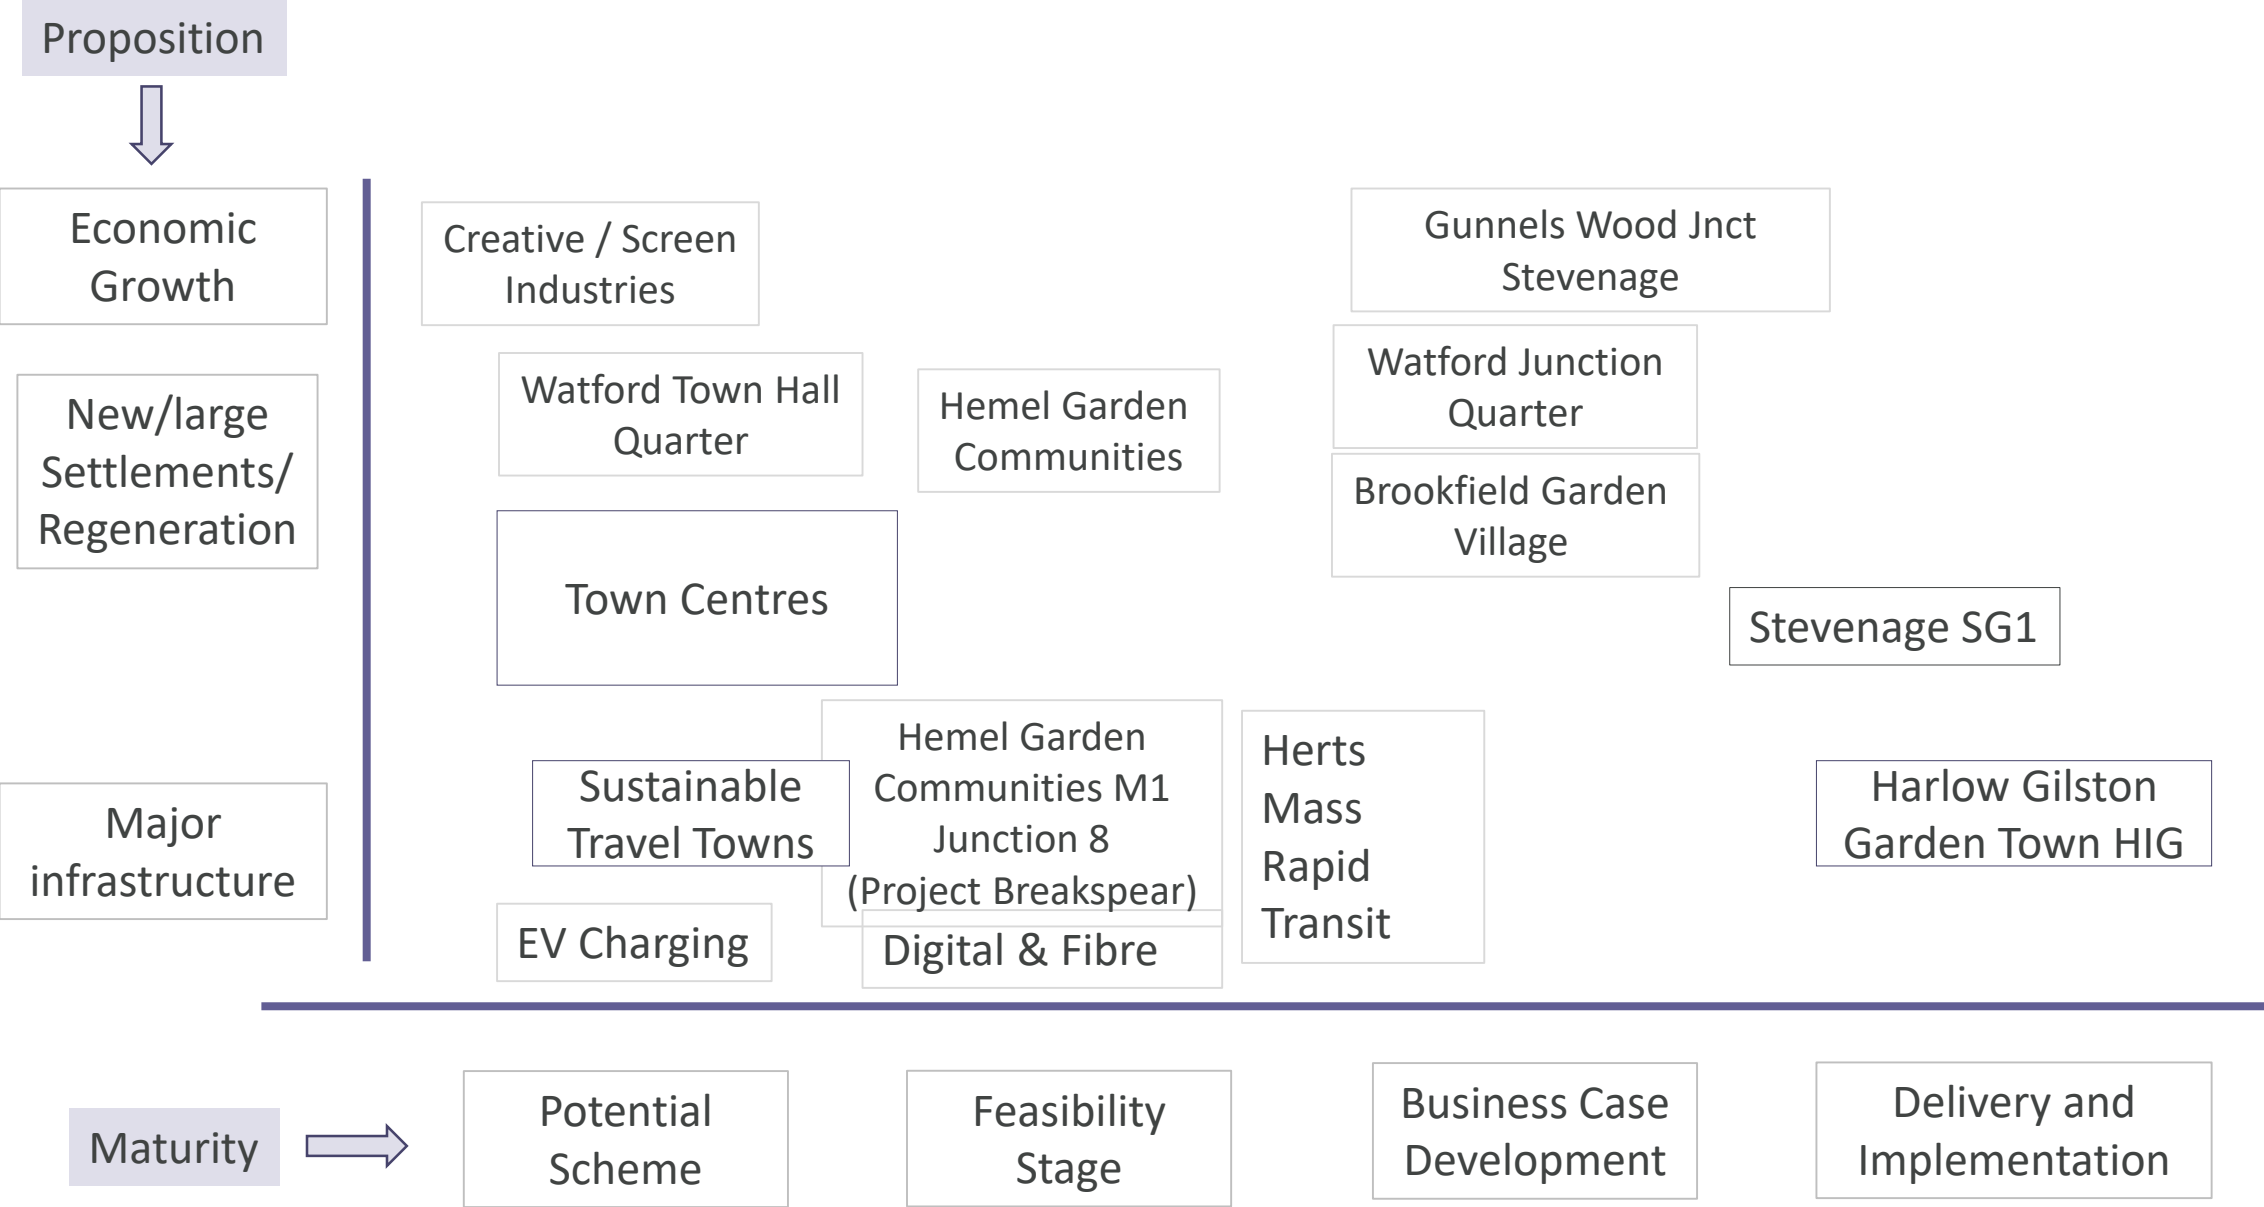 Proposition
Economic
Growth
Creative / Screen
Industries
Gunnels Wood Jnct
Stevenage
New/large
Settlements/
Regeneration
Watford Town Hall
Quarter
Hemel Garden
Communities
Watford Junction
Quarter
Brookfield Garden
Village
Town Centres
Stevenage SG1
Major
infrastructure
Sustainable
Travel Towns
Hemel Garden
Communities M1
Junction 8
(Project Breakspear)
Herts
Mass
Rapid
Transit
Harlow Gilston
Garden Town HIG
EV Charging
Digital & Fibre
Maturity
Potential
Scheme
Feasibility
Stage
Business Case
Development
Delivery and
Implementation